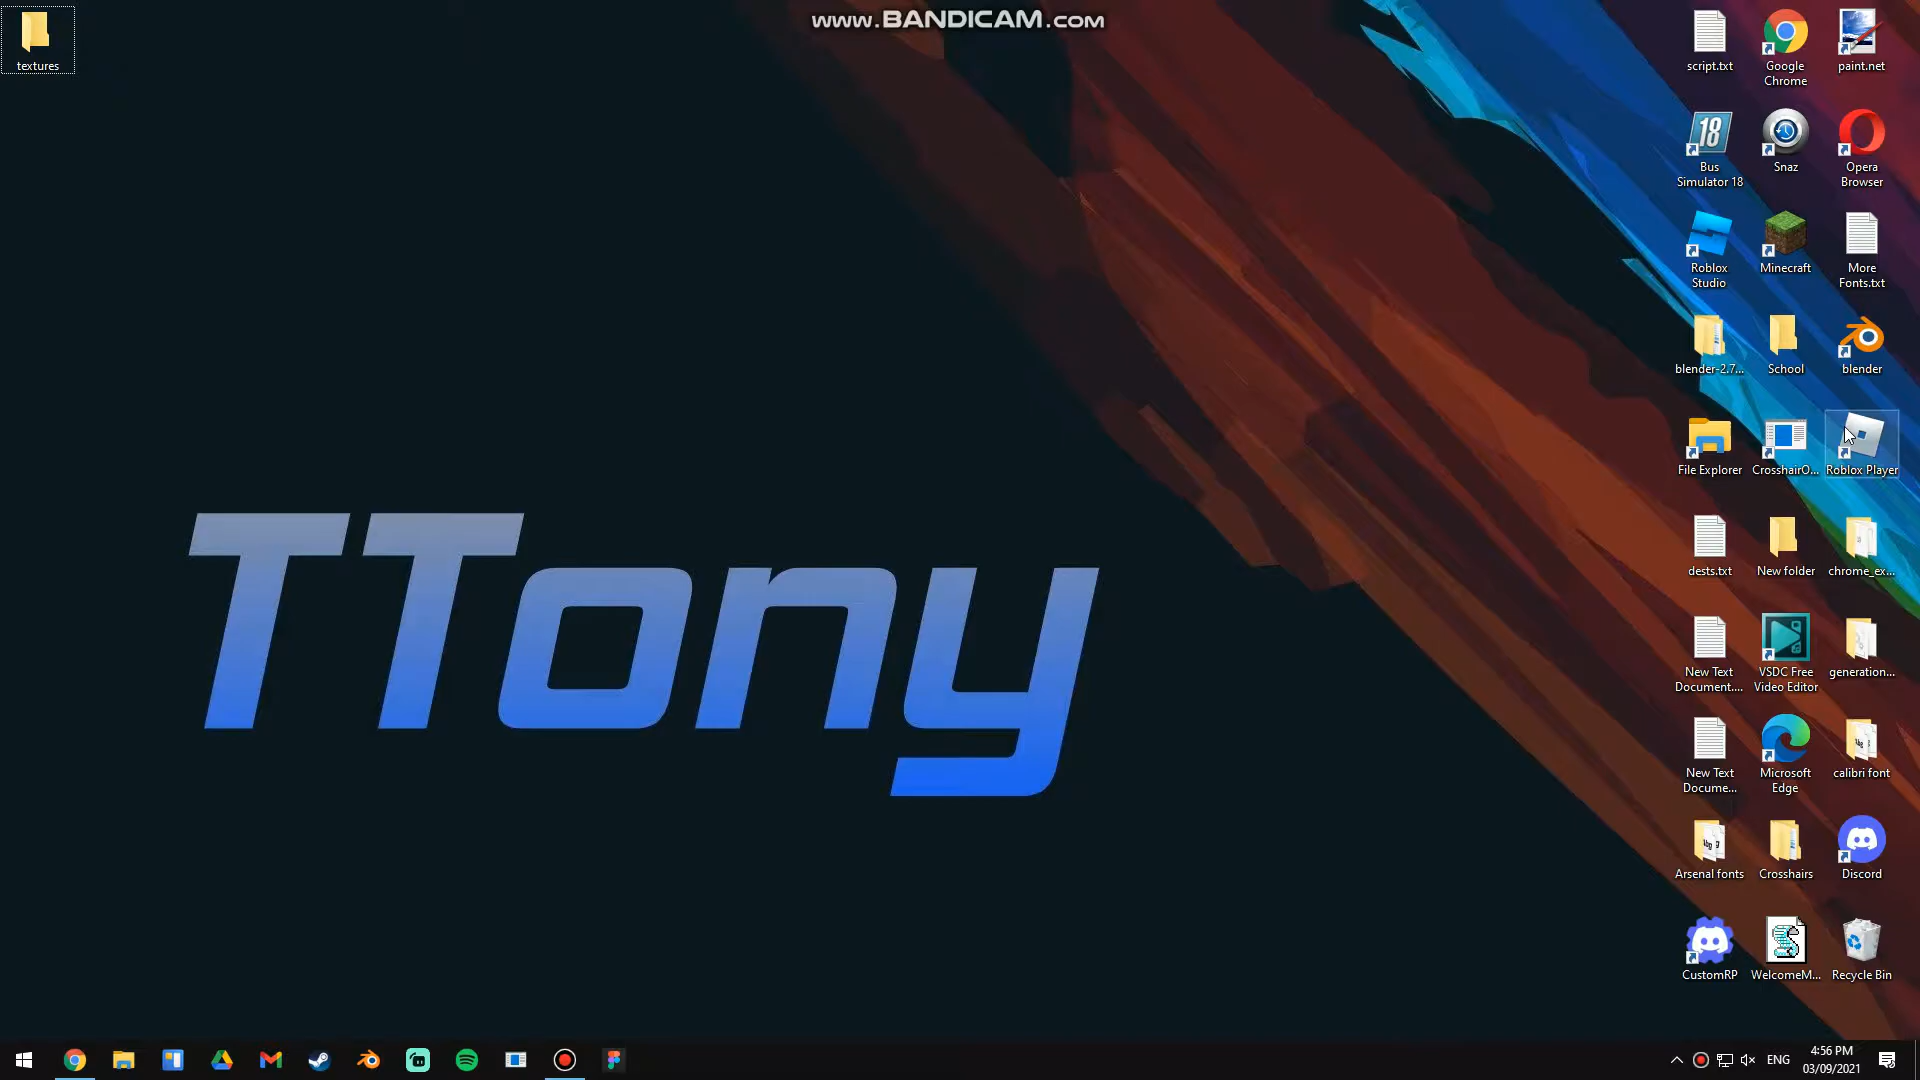 www.BANDICAM.com
textures
script.txt
Google
Chrome
paint.net
18
Bus
Simulator 18
Snaz
Opera
Browser
Roblox
Studio
Minecraft
More
Fonts.txt
blender-2.7...
School
blender
File Explorer
CrosshairO...
Roblox Player
dests.txt
New folder
chrome_ex...
New Text
Document....
VSDC Free
Video Editor
generation...
New Text
Docume...
Microsoft
Edge
calibri font
Arsenal fonts
Crosshairs
Discord
CustomRP
WelcomeM...
Recycle Bin
TTony
ENG
4:56 PM
03/09/2021